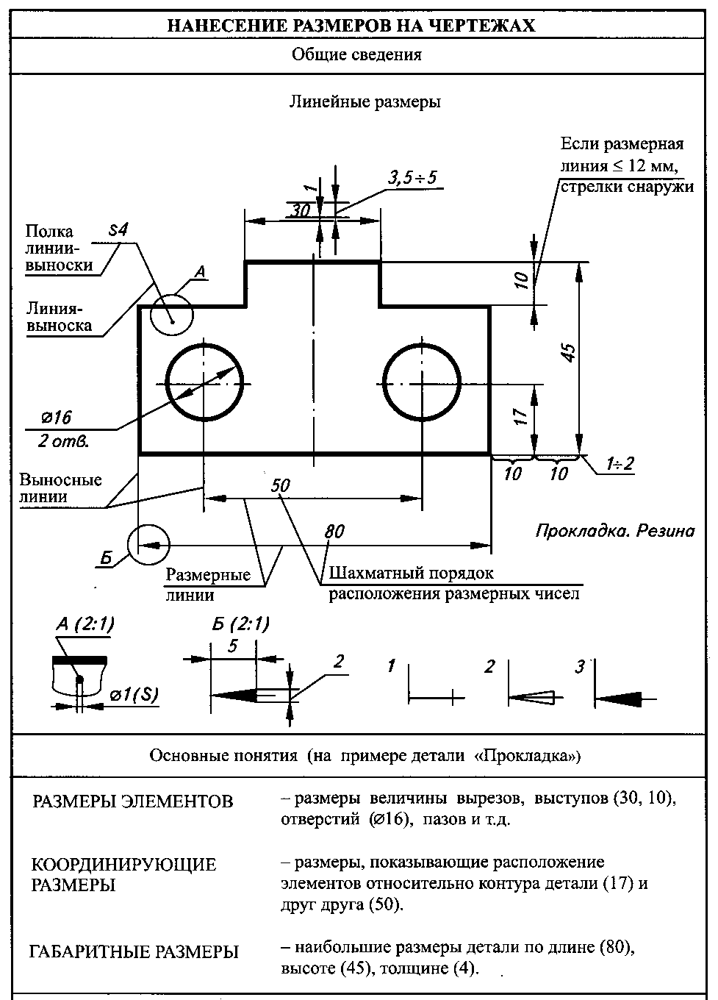 НАНЕСЕНИЕ РАЗМЕРОВ НА ЧЕРТЕЖАХ
Общие сведения
Линейные размеры
Если размерная
линия ≤ 12 мм,
стрелки снаружи
3,5÷5
1
30
Полка
линии-
выноски
s4
А
Линия-
выноска
10
45
17
⌀16
2 отв.
1÷2
10
10
Выносные
линии
50
80
Прокладка. Резина
Б
Размерные
линии
Шахматный порядок
расположения размерных чисел
А (2:1)
⌀1(S)
Б (2:1)
5
2
1
2
3
Основные понятия (на примере детали «Прокладка»)
РАЗМЕРЫ ЭЛЕМЕНТОВ
– размеры величины вырезов, выступов (30, 10),
отверстий (⌀16), пазов и т.д.
КООРДИНИРУЮЩИЕ
РАЗМЕРЫ
– размеры, показывающие расположение
элементов относительно контура детали (17) и
друг друга (50).
ГАБАРИТНЫЕ РАЗМЕРЫ
– наибольшие размеры детали по длине (80),
высоте (45), толщине (4).